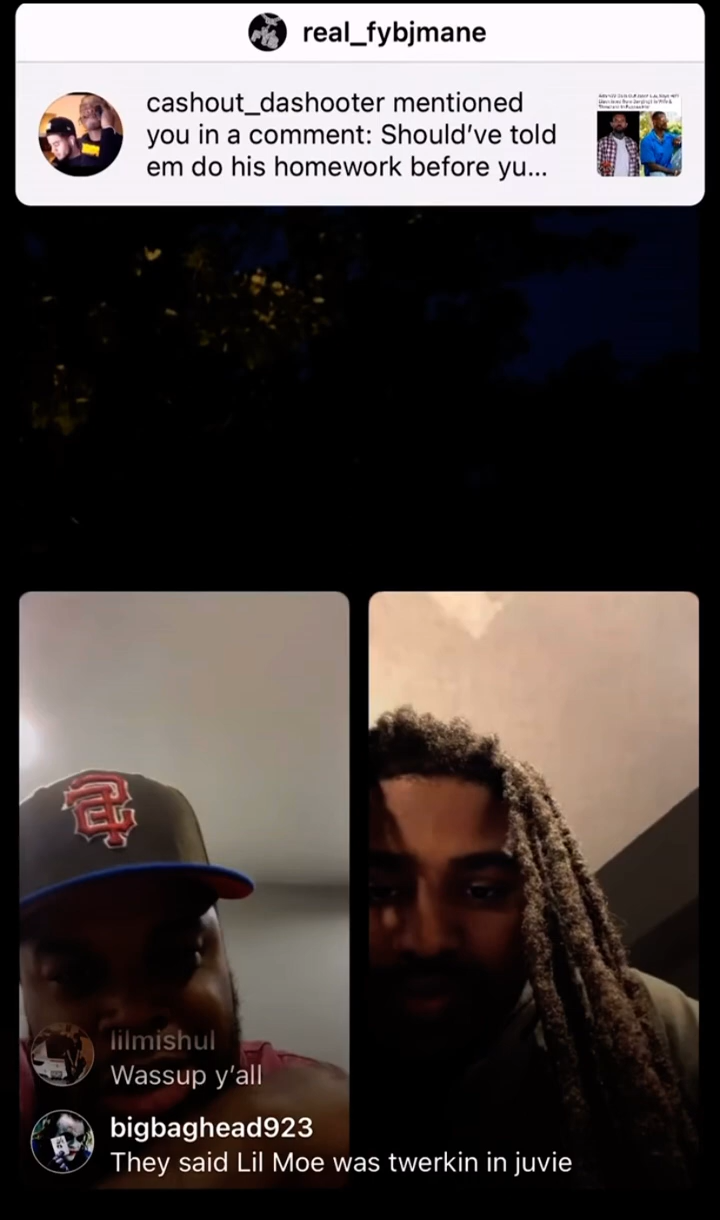 real_fybjmane
cashout_dashooter mentioned
you in a comment: Should've told
em do his homework before yu...
lilmishul
Wassup y'all
bigbaghead923
They said Lil Moe was twerkin in juvie